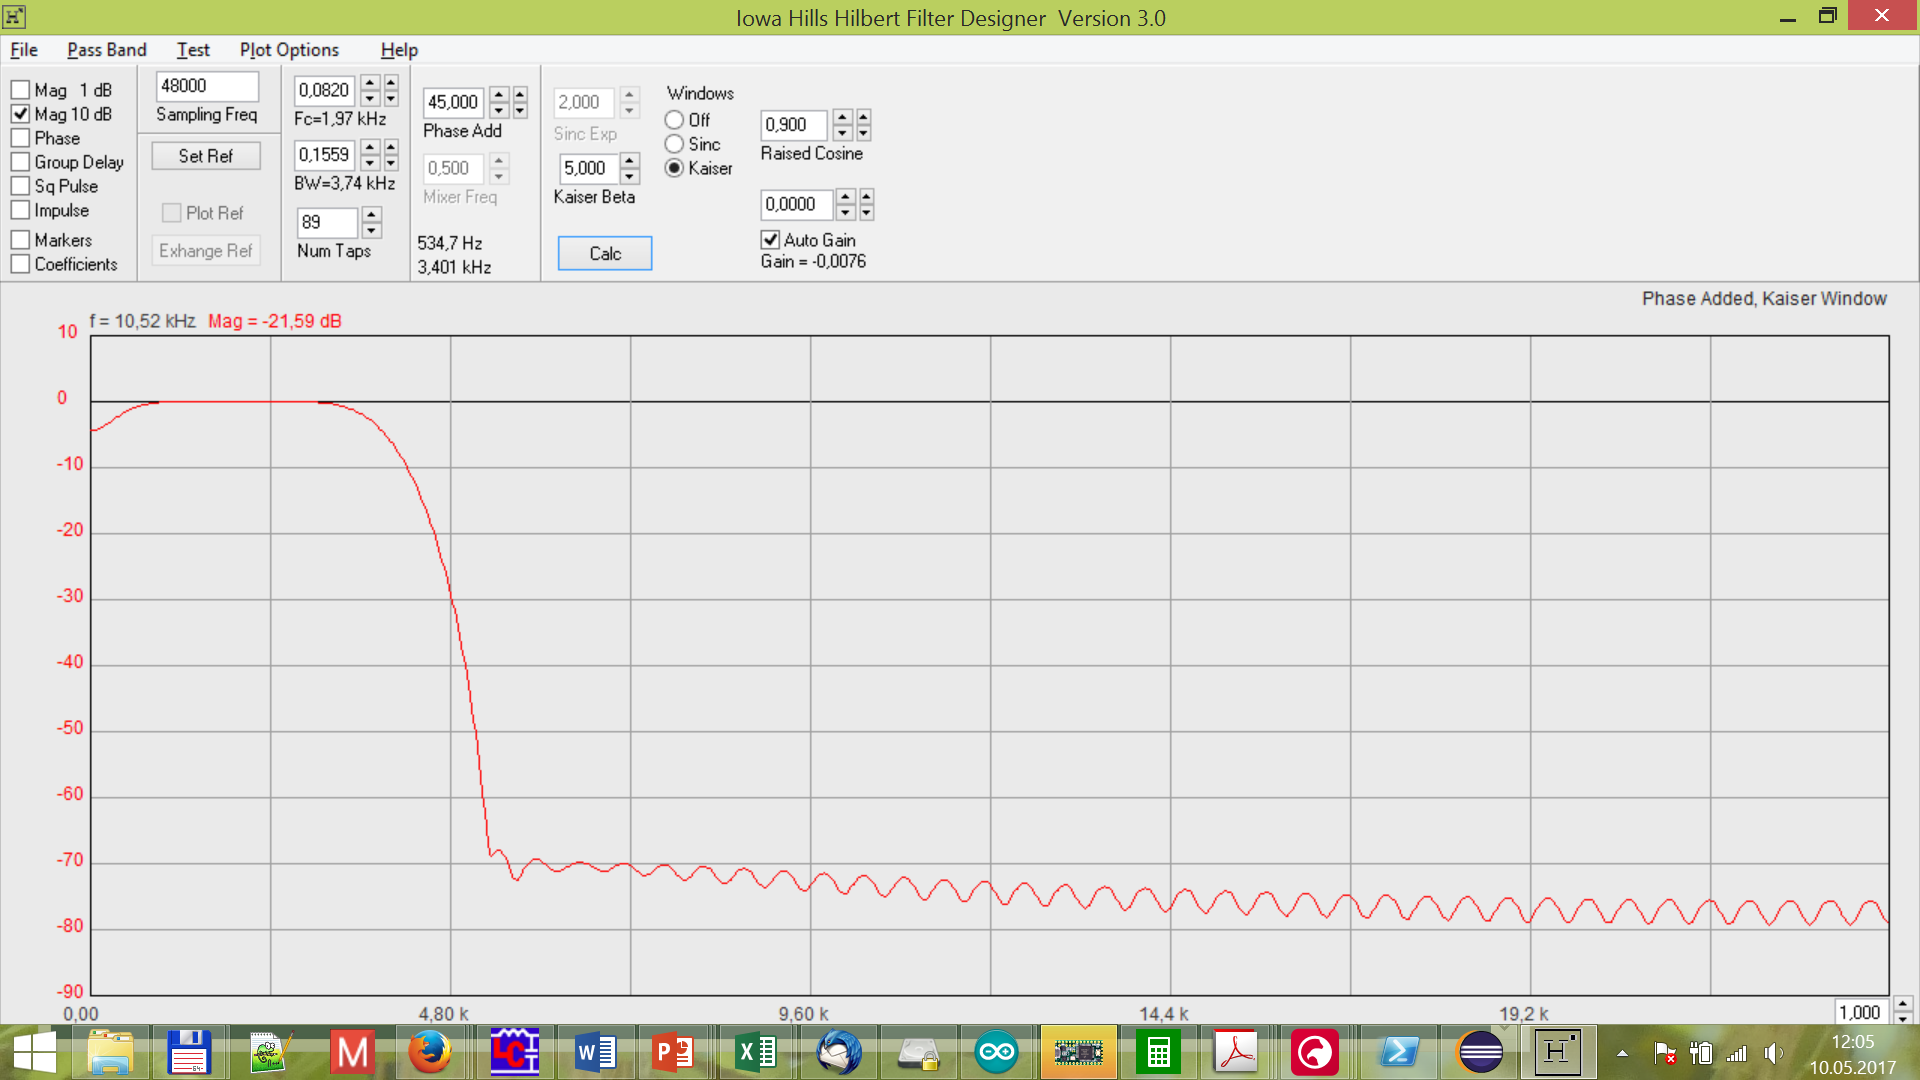 Iowa Hills Hilbert Filter Designer Version 3.0
File Pass Band Test Plot Options Help
Mag 1 dB
Mag 10 dB
Phase
Group Delay
Sq Pulse
Impulse
Markers
Coefficients
48000
Sampling Freq
Set Ref
Plot Ref
Exhange Ref
0,0820
Fc=1,97 kHz
0,1559
BW=3,74 kHz
89
Num Taps
45,000
Phase Add
0,500
Mixer Freq
534,7 Hz
3,401 kHz
2,000
Sinc Exp
5,000
Kaiser Beta
Calc
Windows
Off
Sinc
Kaiser
0,900
Raised Cosine
0,0000
Auto Gain
Gain = -0,0076
Phase Added, Kaiser Window
f = 10,52 kHz Mag = -21,59 dB
10
0
-10
-20
-30
-40
-50
-60
-70
-80
-90
0,00 4,80 k 9,60 k 14,4 k 19,2 k
1,000
12:05
10.05.2017